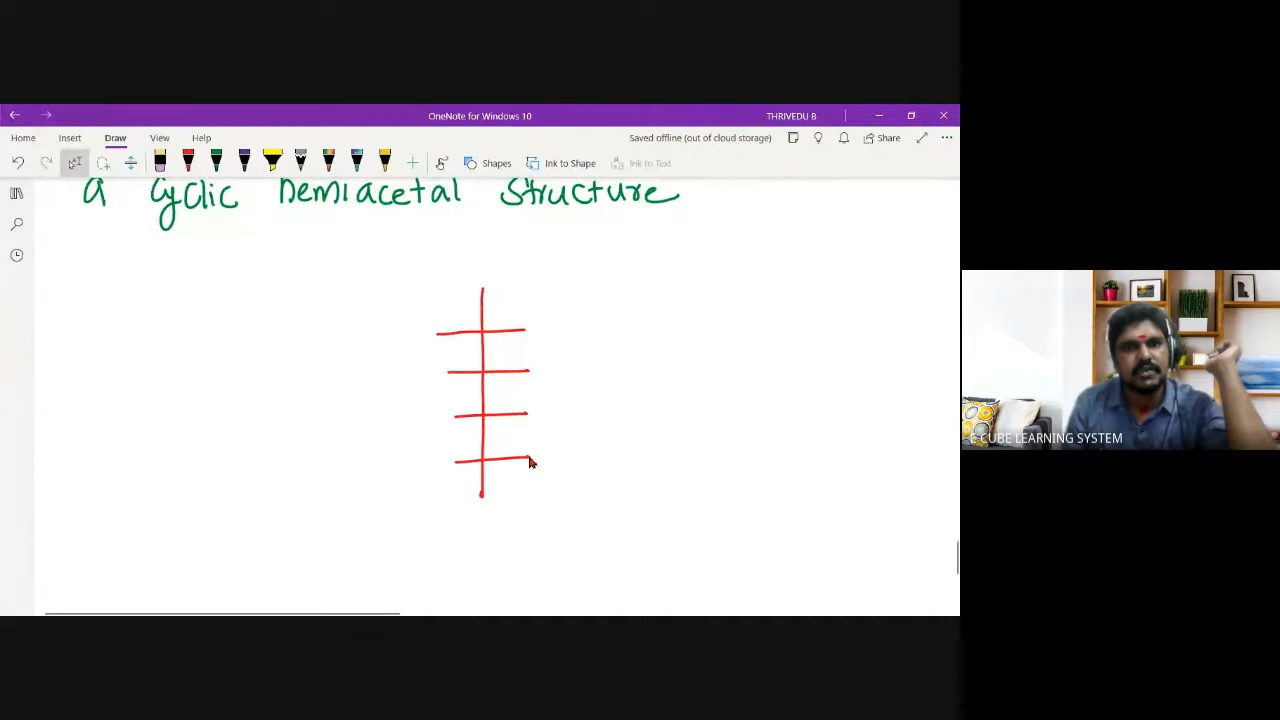 OneNote for Windows 10
THRIVEDU B
Home Insert Draw View Help
Saved offline (out of cloud storage)
Share
Shapes
Ink to Shape
Ink to Text
a cyclic hemiacetal structure
E CUBE LEARNING SYSTEM